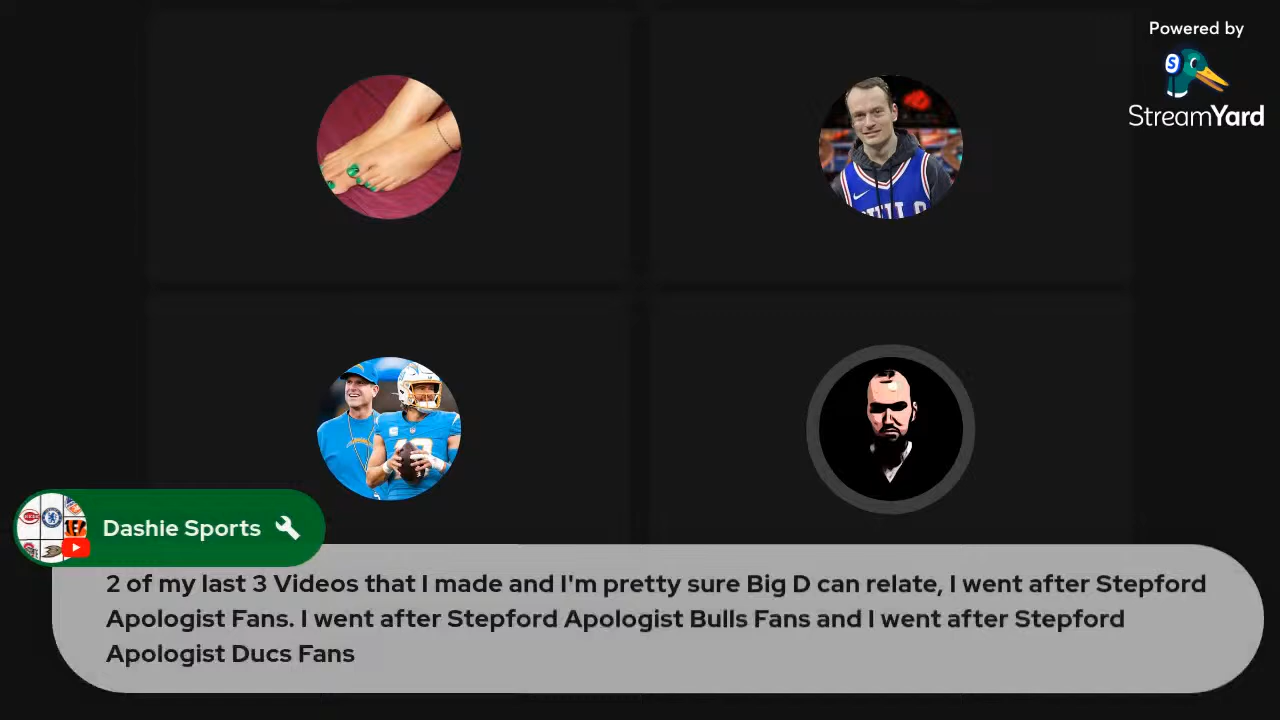 Powered by
StreamYard
Dashie Sports
2 of my last 3 Videos that I made and I'm pretty sure Big D can relate, I went after Stepford
Apologist Fans. I went after Stepford Apologist Bulls Fans and I went after Stepford
Apologist Ducs Fans